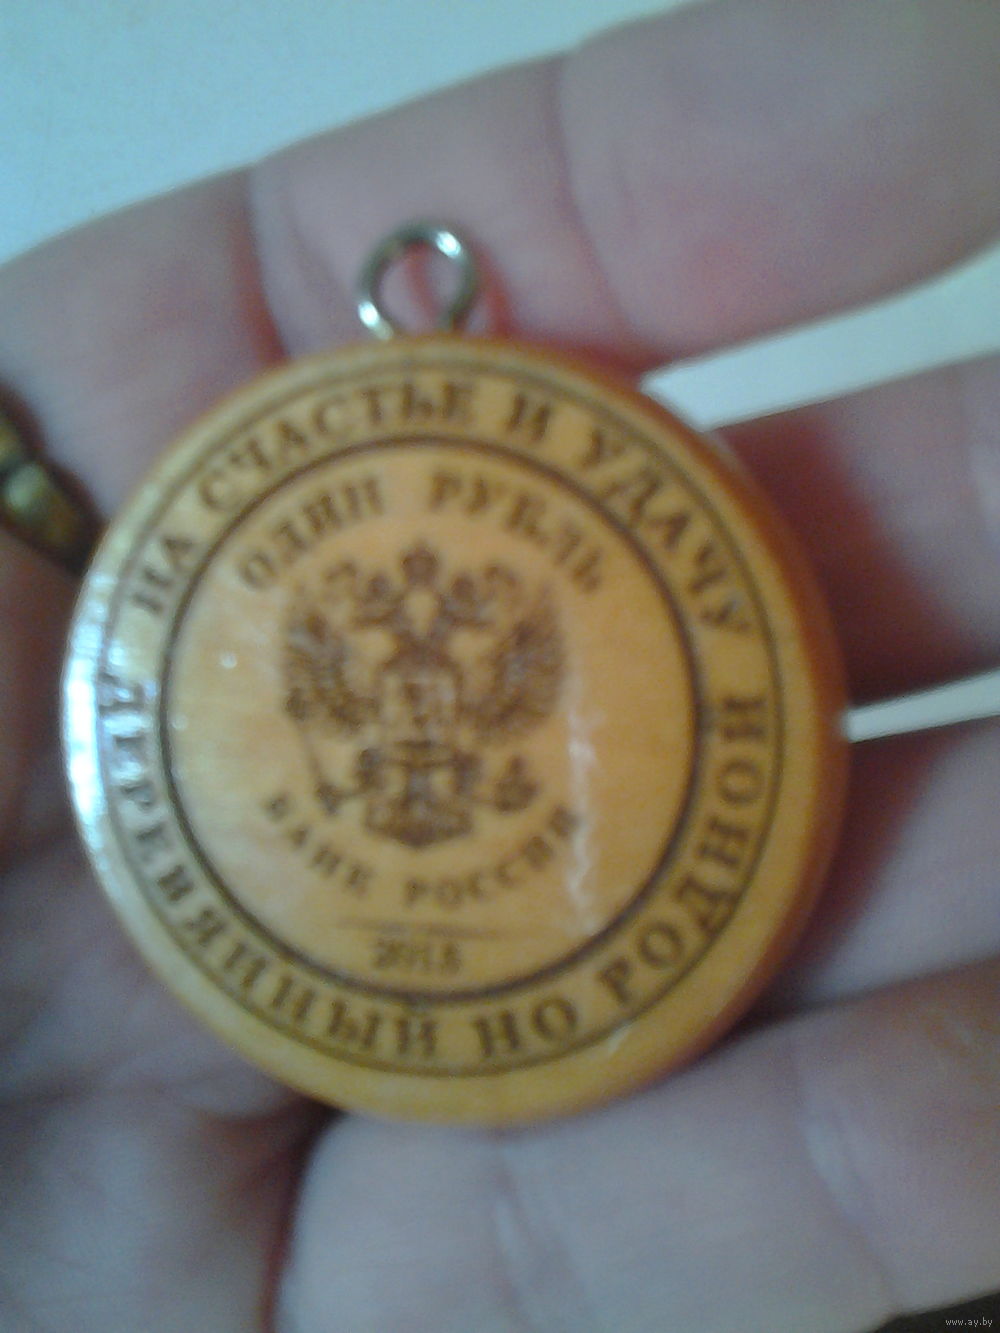 НА СЧАСТЬЕ И УДАЧУ
ОДИН РУБЛЬ
БАНК РОССИИ
2015
ДЕРЕВЯННЫЙ НО РОДНОЙ
www.ay.by